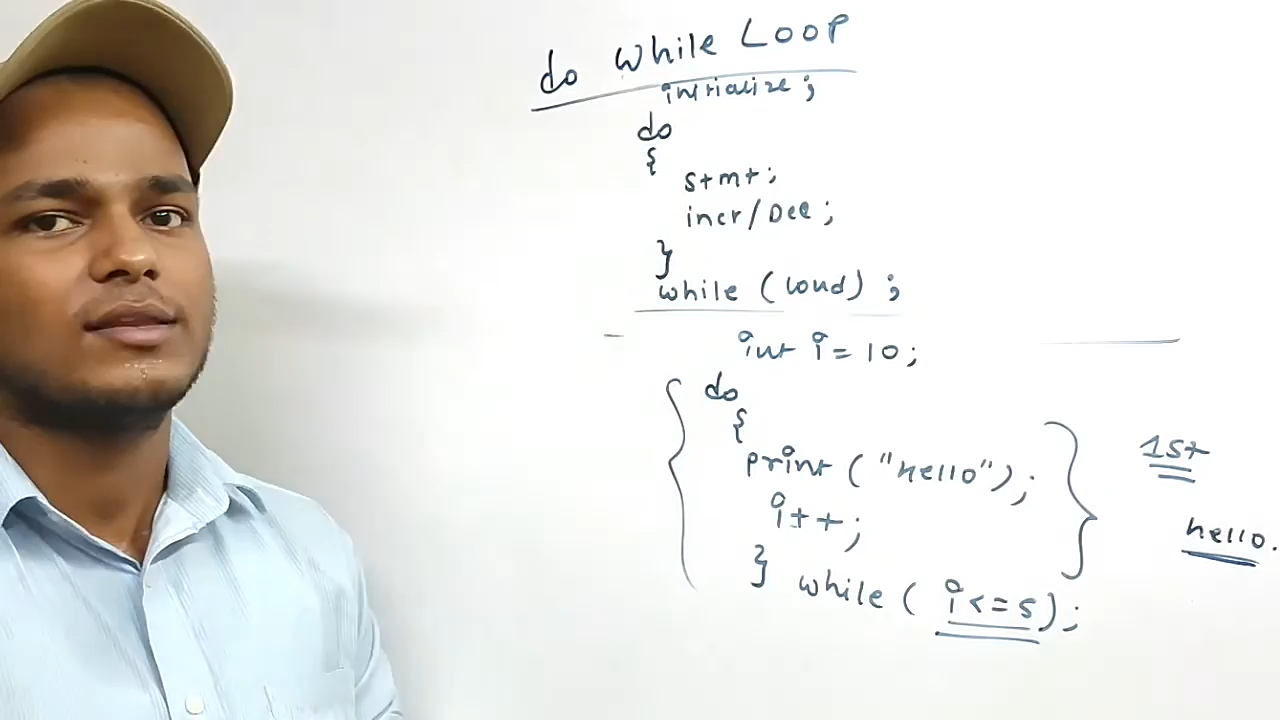 do while LOOP
initialize;
do
{
stmt;
incr/Dec;
}
while (cond);
int i = 10;
do
{
print ("hello");
i++;
} while ( i<=5);
1st
hello.